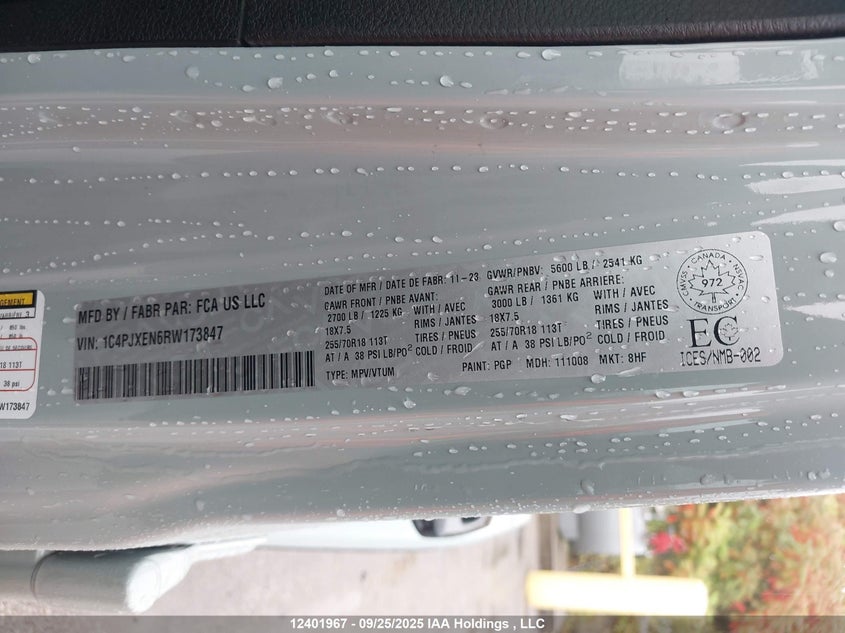 MFD BY / FABR PAR: FCA US LLC
VIN: 1C4PJXEN6RW173847
DATE OF MFR / DATE DE FABR: 11-23
GVWR/PNBV: 5600 LB / 2541 KG
GAWR FRONT / PNBE AVANT:
2700 LB / 1225 KG WITH / AVEC
18X7.5 RIMS / JANTES
255/70R18 113T TIRES / PNEUS
AT / A 38 PSI LB/PO² COLD / FROID
GAWR REAR / PNBE ARRIERE:
3000 LB / 1361 KG WITH / AVEC
18X7.5 RIMS / JANTES
255/70R18 113T TIRES / PNEUS
AT / A 38 PSI LB/PO² COLD / FROID
TYPE: MPV/VTUM
PAINT: PGP MDH: 111008 MKT: 8HF
CANADA
MVSS NSVAC
972
TRANSPORT
EC
ICES/NMB-002
38 psi
W173847
12401967 - 09/25/2025 IAA Holdings , LLC